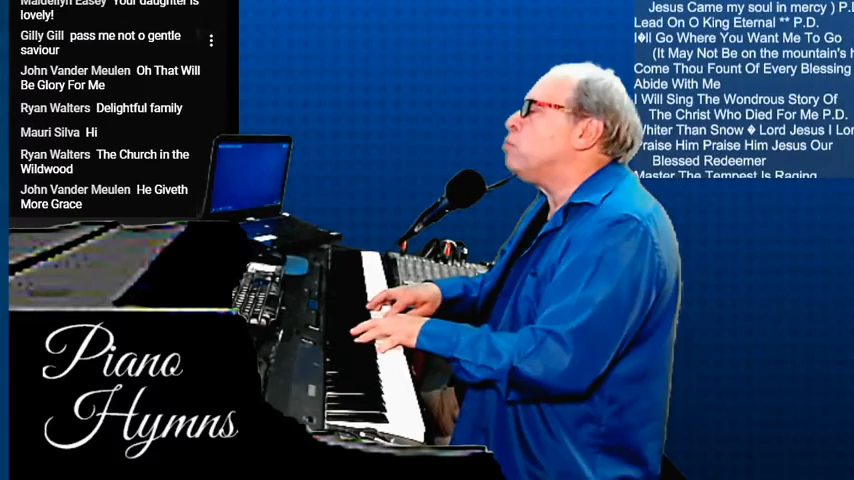 Maidellyn Easey Your daughter is
lovely!
Gilly Gill pass me not o gentle
saviour
John Vander Meulen Oh That Will
Be Glory For Me
Ryan Walters Delightful family
Mauri Silva Hi
Ryan Walters The Church in the
Wildwood
John Vander Meulen He Giveth
More Grace
Jesus Came my soul in mercy ) P.D
Lead On O King Eternal ** P.D.
I�ll Go Where You Want Me To Go
(It May Not Be on the mountain's h
Come Thou Fount Of Every Blessing
Abide With Me
I Will Sing The Wondrous Story Of
The Christ Who Died For Me P.D.
Whiter Than Snow � Lord Jesus I Lon
Praise Him Praise Him Jesus Our
Blessed Redeemer
Master The Tempest Is Raging
Piano
Hymns